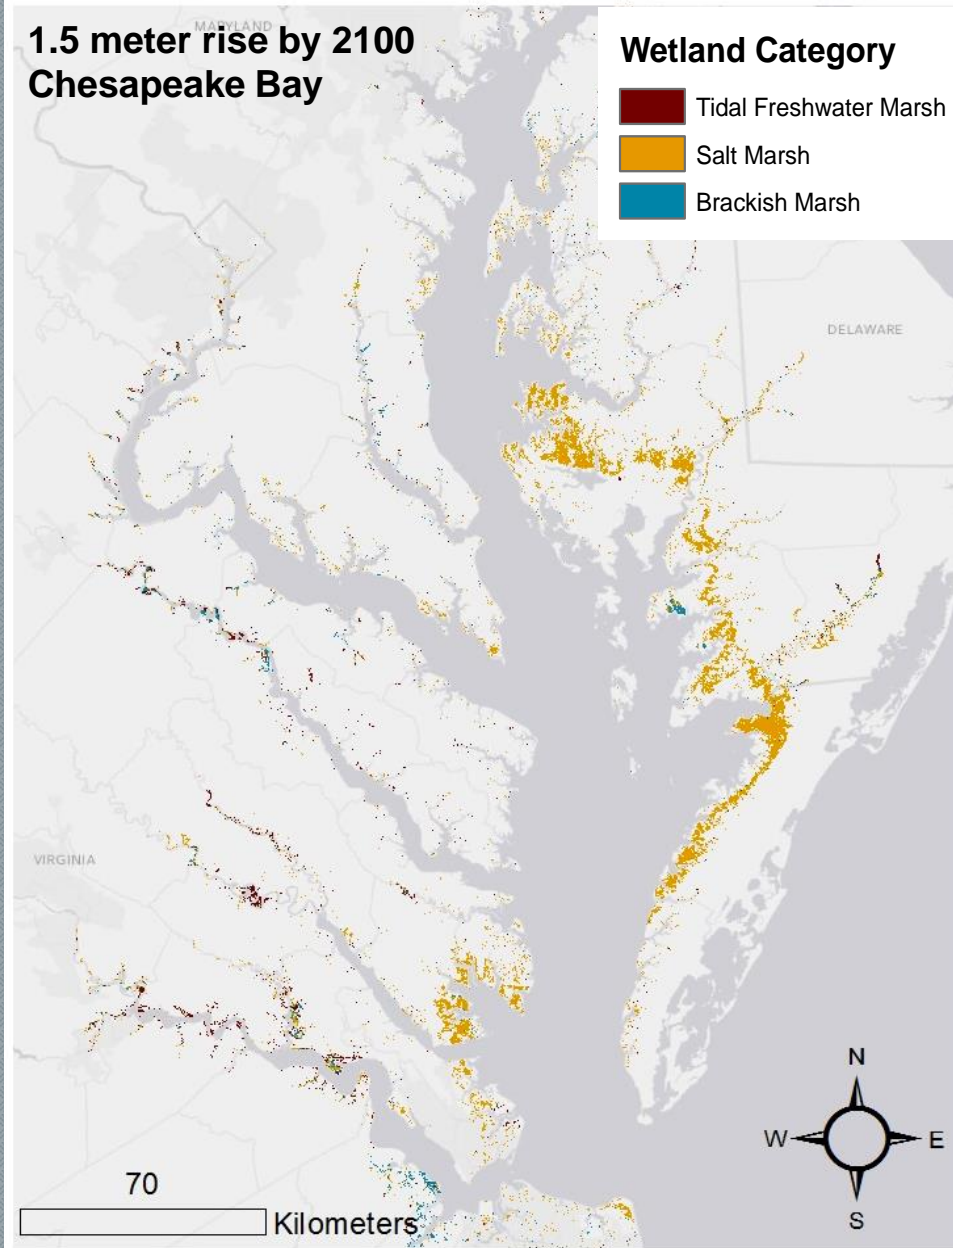 MARYLAND
1.5 meter rise by 2100
Chesapeake Bay
Wetland Category
Tidal Freshwater Marsh
Salt Marsh
Brackish Marsh
DELAWARE
VIRGINIA
N
W
E
S
70
Kilometers